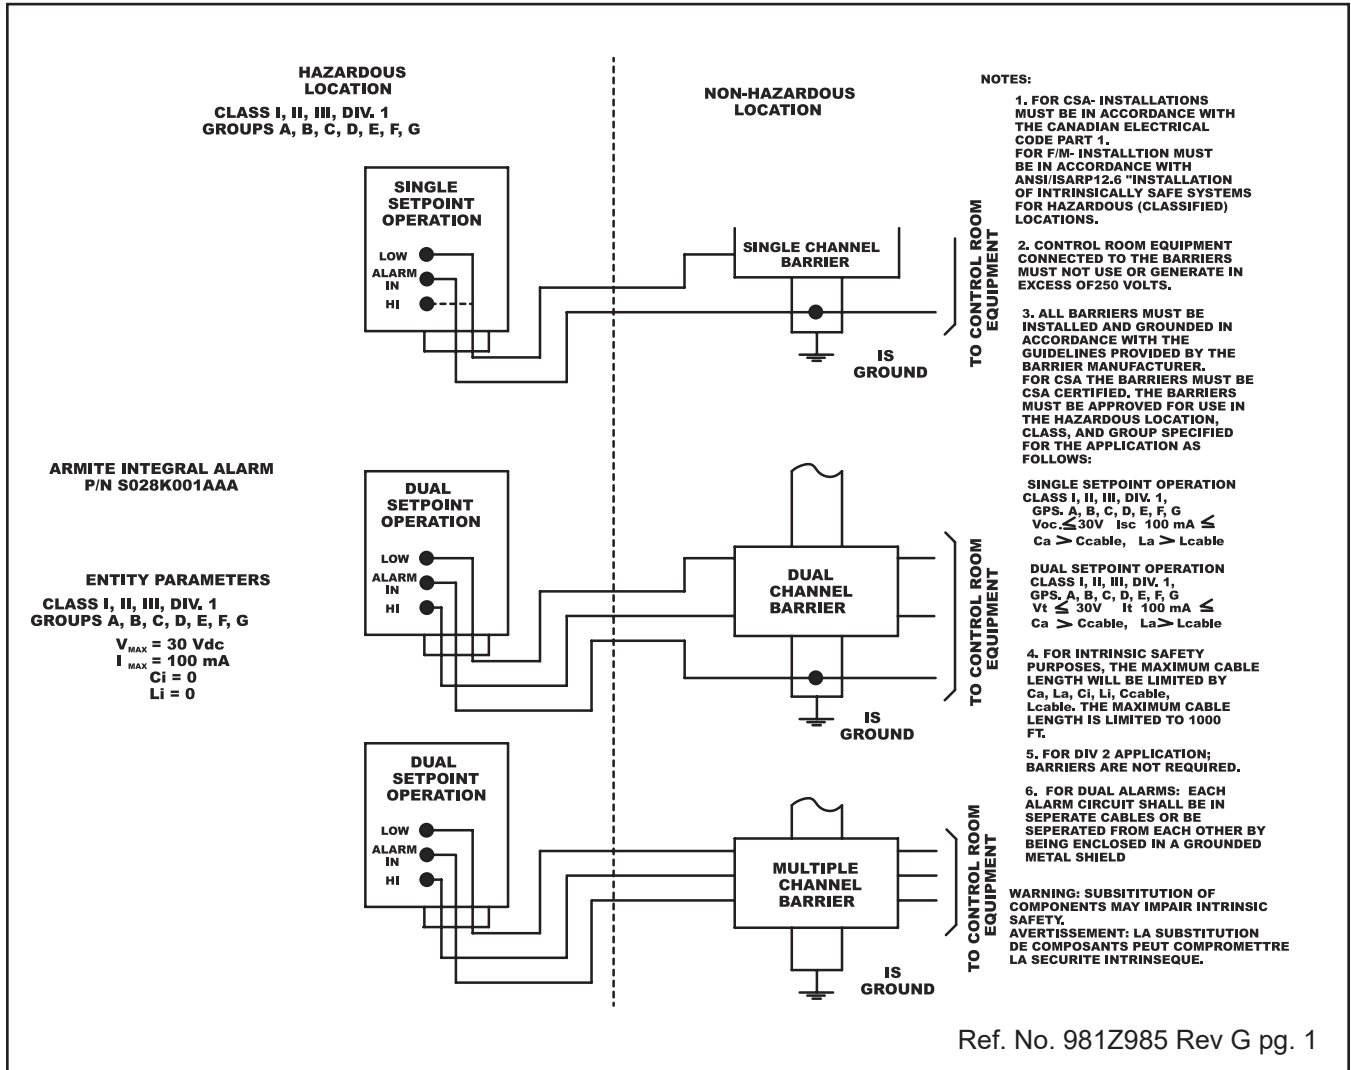 HAZARDOUS
LOCATION
CLASS I, II, III, DIV. 1
GROUPS A, B, C, D, E, F, G
NON-HAZARDOUS
LOCATION
SINGLE
SETPOINT
OPERATION
LOW
ALARM
IN
HI
SINGLE CHANNEL
BARRIER
IS
GROUND
TO CONTROL ROOM
EQUIPMENT
ARMITE INTEGRAL ALARM
P/N S028K001AAA
ENTITY PARAMETERS
CLASS I, II, III, DIV. 1
GROUPS A, B, C, D, E, F, G
VMAX = 30 Vdc
I MAX = 100 mA
Ci = 0
Li = 0
DUAL
SETPOINT
OPERATION
LOW
ALARM
IN
HI
DUAL
CHANNEL
BARRIER
IS
GROUND
TO CONTROL ROOM
EQUIPMENT
DUAL
SETPOINT
OPERATION
LOW
ALARM
IN
HI
MULTIPLE
CHANNEL
BARRIER
IS
GROUND
TO CONTROL ROOM
EQUIPMENT
NOTES:
1. FOR CSA- INSTALLATIONS
MUST BE IN ACCORDANCE WITH
THE CANADIAN ELECTRICAL
CODE PART 1.
FOR F/M- INSTALLTION MUST
BE IN ACCORDANCE WITH
ANSI/ISARP12.6 "INSTALLATION
OF INTRINSICALLY SAFE SYSTEMS
FOR HAZARDOUS (CLASSIFIED)
LOCATIONS.
2. CONTROL ROOM EQUIPMENT
CONNECTED TO THE BARRIERS
MUST NOT USE OR GENERATE IN
EXCESS OF250 VOLTS.
3. ALL BARRIERS MUST BE
INSTALLED AND GROUNDED IN
ACCORDANCE WITH THE
GUIDELINES PROVIDED BY THE
BARRIER MANUFACTURER.
FOR CSA THE BARRIERS MUST BE
CSA CERTIFIED. THE BARRIERS
MUST BE APPROVED FOR USE IN
THE HAZARDOUS LOCATION,
CLASS, AND GROUP SPECIFIED
FOR THE APPLICATION AS
FOLLOWS:
SINGLE SETPOINT OPERATION
CLASS I, II, III, DIV. 1,
GPS. A, B, C, D, E, F, G
Voc.≤30V Isc 100 mA ≤
Ca > Ccable, La > Lcable
DUAL SETPOINT OPERATION
CLASS I, II, III, DIV. 1,
GPS. A, B, C, D, E, F, G
Vt ≤ 30V It 100 mA ≤
Ca > Ccable, La> Lcable
4. FOR INTRINSIC SAFETY
PURPOSES, THE MAXIMUM CABLE
LENGTH WILL BE LIMITED BY
Ca, La, Ci, Li, Ccable,
Lcable. THE MAXIMUM CABLE
LENGTH IS LIMITED TO 1000
FT.
5. FOR DIV 2 APPLICATION;
BARRIERS ARE NOT REQUIRED.
6. FOR DUAL ALARMS: EACH
ALARM CIRCUIT SHALL BE IN
SEPERATE CABLES OR BE
SEPERATED FROM EACH OTHER BY
BEING ENCLOSED IN A GROUNDED
METAL SHIELD
WARNING: SUBSITITUTION OF
COMPONENTS MAY IMPAIR INTRINSIC
SAFETY.
AVERTISSEMENT: LA SUBSTITUTION
DE COMPOSANTS PEUT COMPROMETTRE
LA SECURITE INTRINSEQUE.
Ref. No. 981Z985 Rev G pg. 1